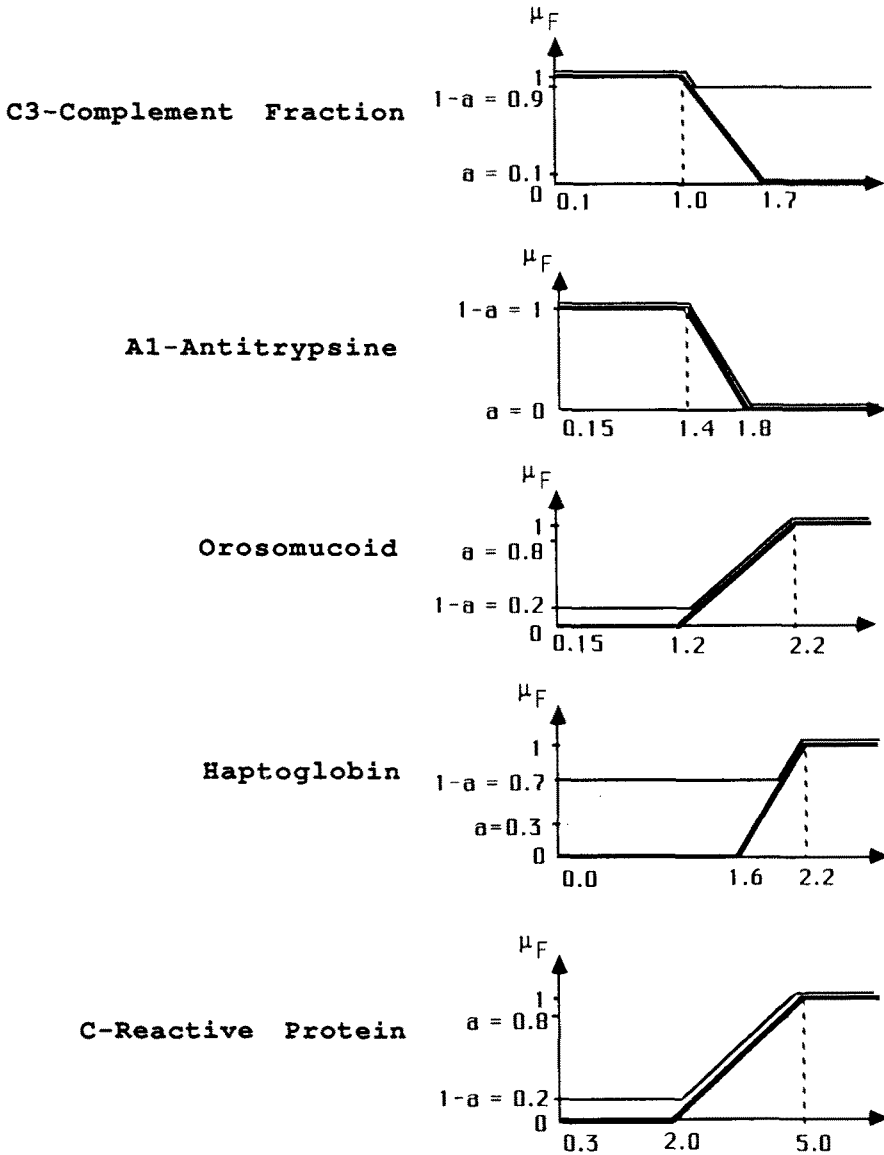 μF
1
1-a = 0.9
C3-Complement Fraction
a = 0.1
0
0.1 1.0 1.7
μF
1-a = 1
A1-Antitrypsine
a = 0
0.15 1.4 1.8
μF
1
Orosomucoid
a = 0.8
1-a = 0.2
0
0.15 1.2 2.2
μF
1
Haptoglobin
1-a = 0.7
a=0.3
0
0.0 1.6 2.2
μF
1
C-Reactive Protein
a = 0.8
1-a = 0.2
0
0.3 2.0 5.0